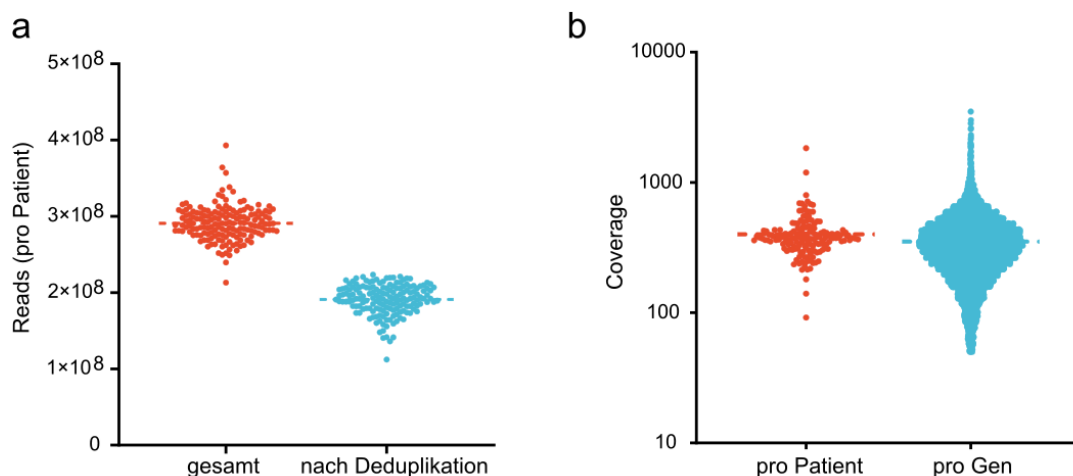 a
Reads (pro Patient)
5×10⁸
4×10⁸
3×10⁸
2×10⁸
1×10⁸
0
gesamt
nach Deduplikation
b
Coverage
10000
1000
100
10
pro Patient
pro Gen